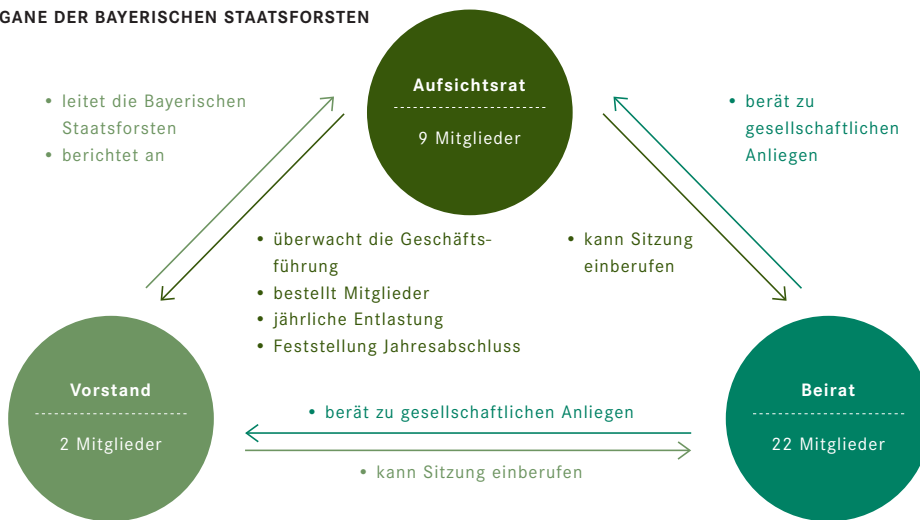 GANE DER BAYERISCHEN STAATSFORSTEN
Aufsichtsrat
9 Mitglieder
• leitet die Bayerischen
Staatsforsten
• berichtet an
• berät zu
gesellschaftlichen
Anliegen
• überwacht die Geschäfts-
führung
• bestellt Mitglieder
• jährliche Entlastung
• Feststellung Jahresabschluss
• kann Sitzung
einberufen
Vorstand
2 Mitglieder
• berät zu gesellschaftlichen Anliegen
• kann Sitzung einberufen
Beirat
22 Mitglieder